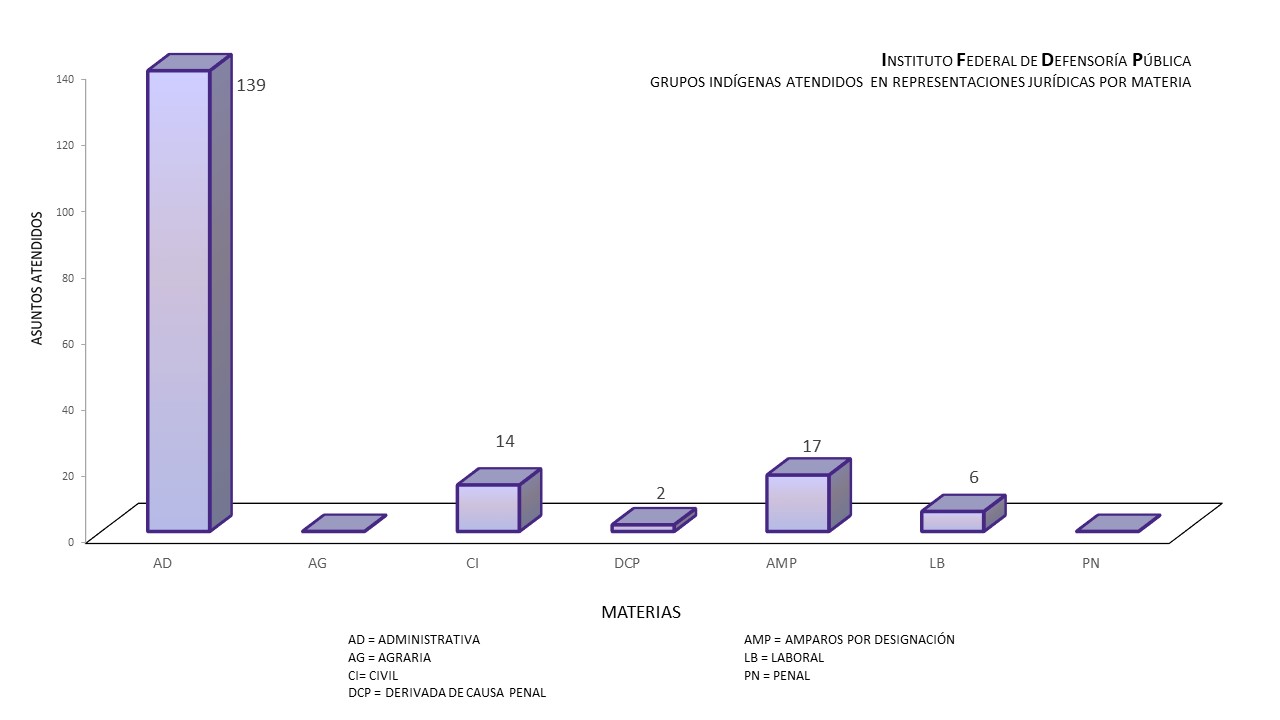 INSTITUTO FEDERAL DE DEFENSORÍA PÚBLICA
GRUPOS INDÍGENAS ATENDIDOS EN REPRESENTACIONES JURÍDICAS POR MATERIA
ASUNTOS ATENDIDOS
140
120
100
80
60
40
20
0
139
14
2
17
6
AD AG CI DCP AMP LB PN
MATERIAS
AD = ADMINISTRATIVA
AG = AGRARIA
CI= CIVIL
DCP = DERIVADA DE CAUSA PENAL
AMP = AMPAROS POR DESIGNACIÓN
LB = LABORAL
PN = PENAL